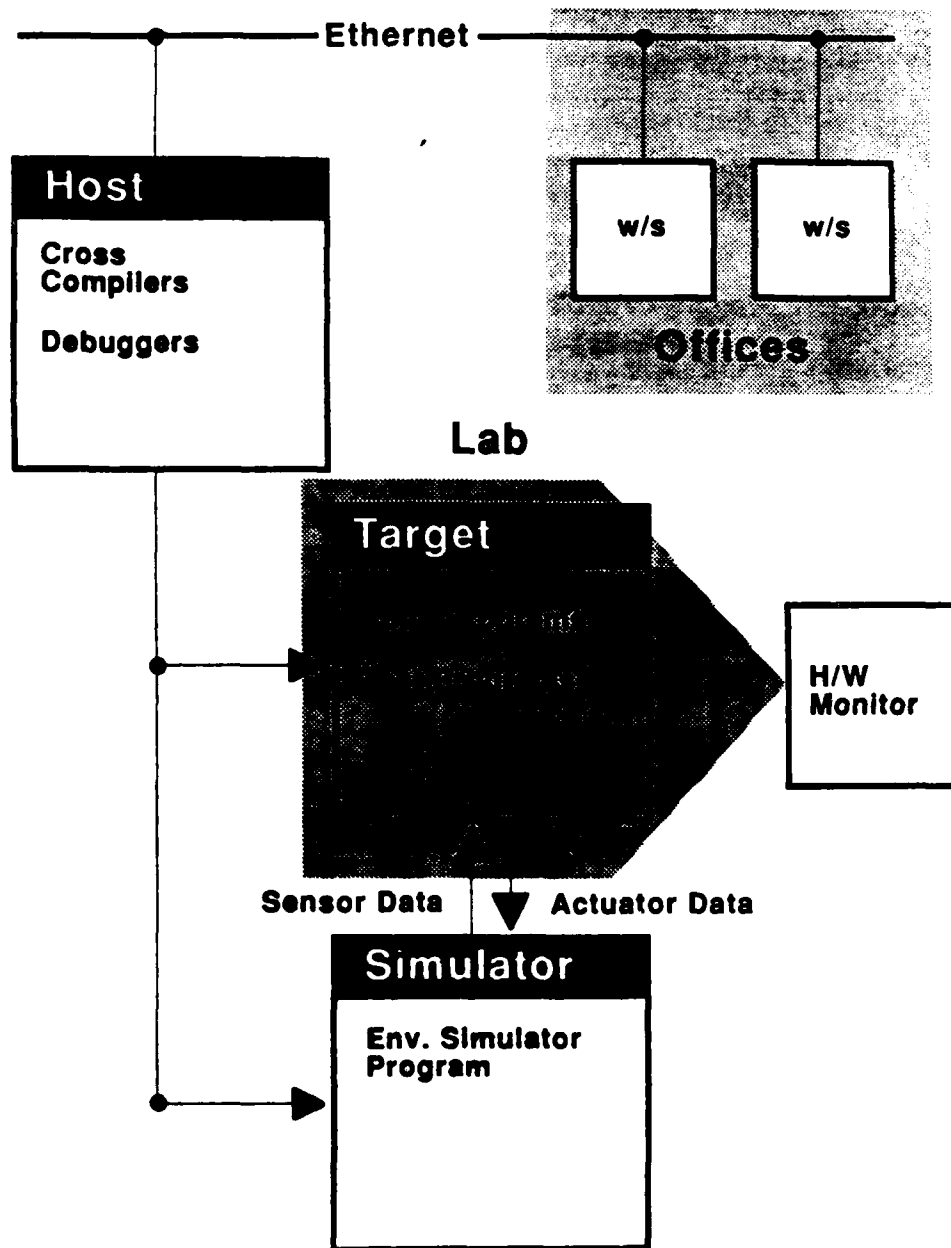 Ethernet
Host
Cross
Compilers
Debuggers
w/s
w/s
Offices
Lab
Target
H/W
Monitor
Sensor Data
Actuator Data
Simulator
Env. Simulator
Program